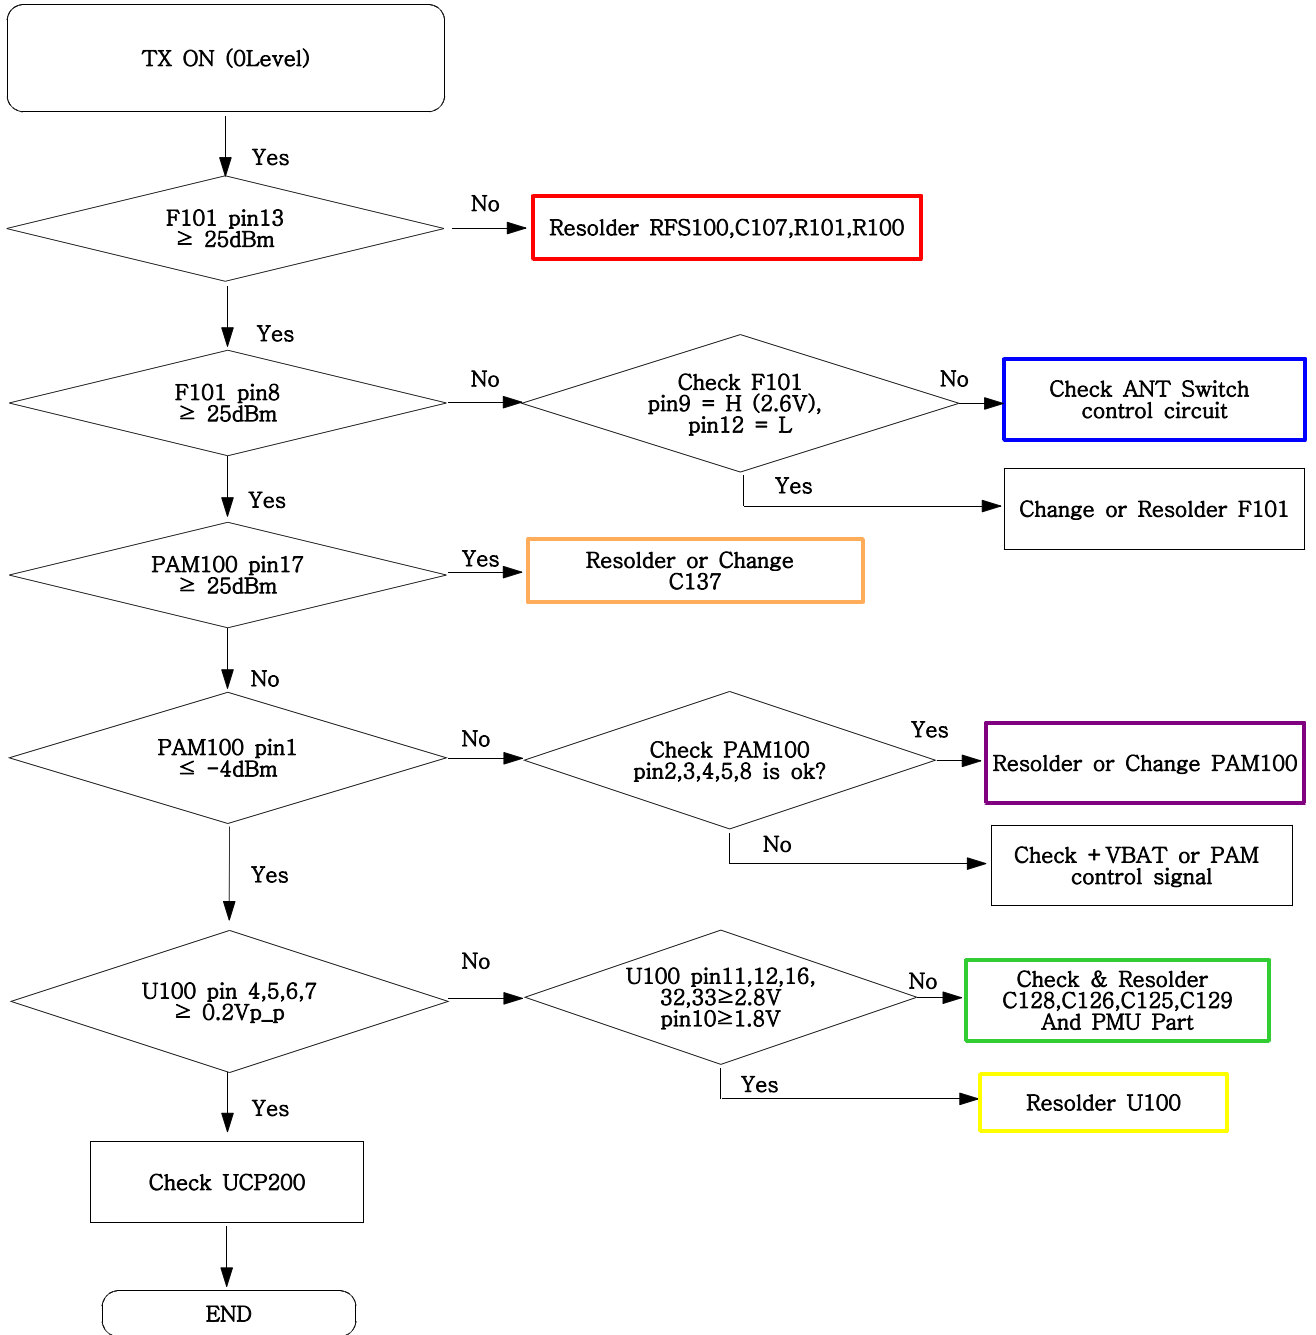 TX ON (0Level)
Yes
F101 pin13
≥ 25dBm
No
Resolder RFS100,C107,R101,R100
Yes
F101 pin8
≥ 25dBm
No
Check F101
pin9 = H (2.6V),
pin12 = L
No
Check ANT Switch
control circuit
Yes
Change or Resolder F101
Yes
PAM100 pin17
≥ 25dBm
Yes
Resolder or Change
C137
No
PAM100 pin1
≤ -4dBm
No
Check PAM100
pin2,3,4,5,8 is ok?
Yes
Resolder or Change PAM100
No
Check +VBAT or PAM
control signal
Yes
U100 pin 4,5,6,7
≥ 0.2Vp_p
No
U100 pin11,12,16,
32,33≥2.8V
pin10≥1.8V
No
Check & Resolder
C128,C126,C125,C129
And PMU Part
Yes
Resolder U100
Yes
Check UCP200
END